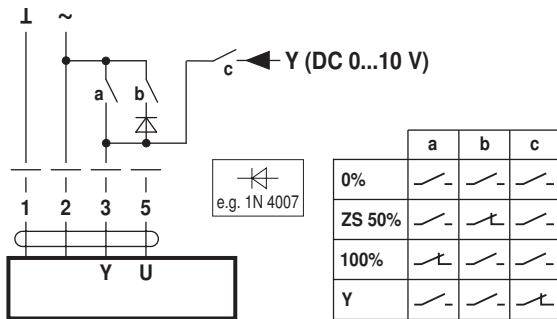 ⊥ ~
c Y (DC 0...10 V)
a b
e.g. 1N 4007
1 2 3 5
Y U
a b c
0%
ZS 50%
100%
Y